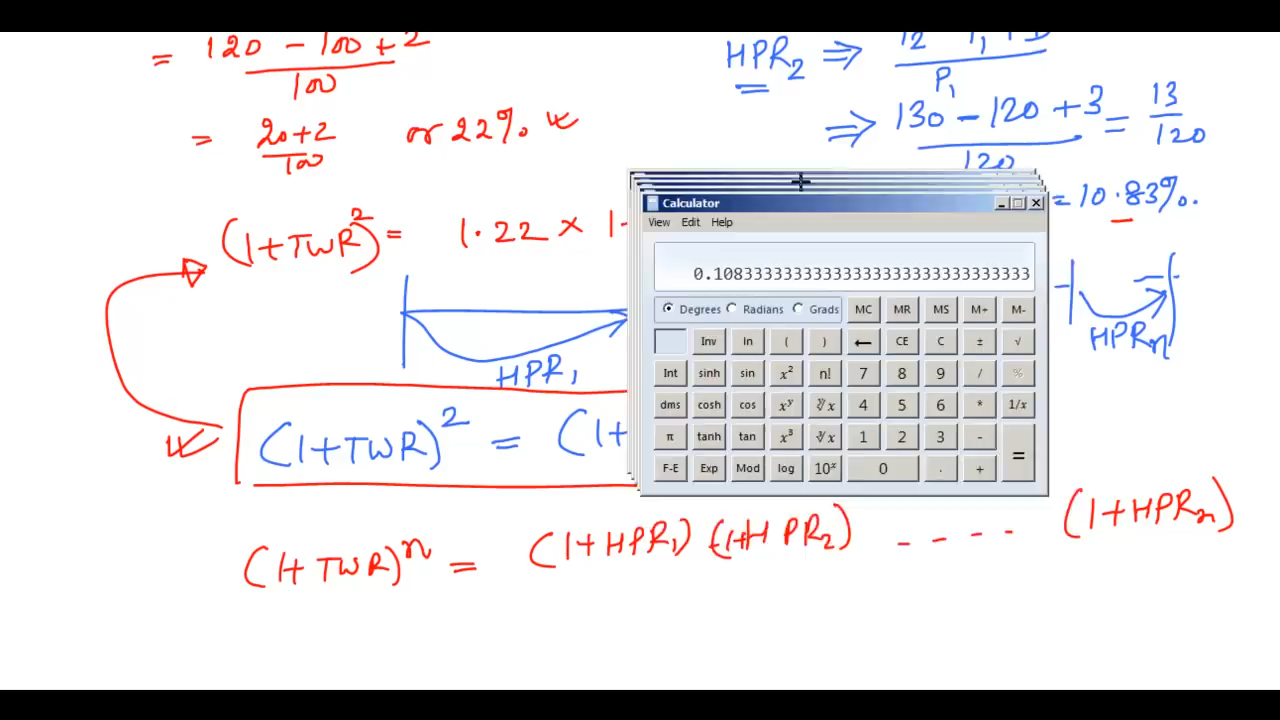 = 120 - 100 + 2
100
= 20+2 or 22%
100
HPR2 ⇒
P1
⇒ 130 - 120 + 3 = 13
120 120
= 10.83%.
(1+TWR)^2 = 1.22 × 1.
HPR1
HPRn
(1+TWR)^2 = (1+
(1+TWR)^n = (1+HPR1) (1+HPR2) ---- (1+HPRn)
Calculator
View Edit Help
0.10833333333333333333333333333333
Degrees Radians Grads MC MR MS M+ M-
Inv ln ( ) ← CE C ± √
Int sinh sin x² n! 7 8 9 / %
dms cosh cos x^y y√x 4 5 6 * 1/x
π tanh tan x³ ³√x 1 2 3 - =
F-E Exp Mod log 10^x 0 . +